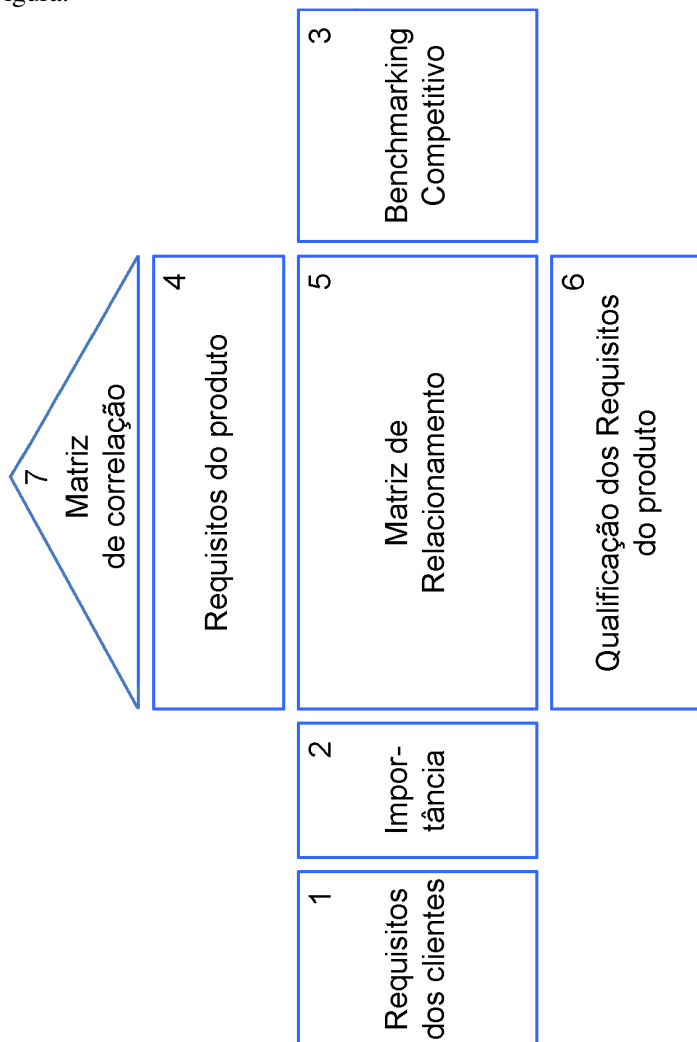 igura.
7
Matriz
de correlação
4
Requisitos do produto
1
Requisitos
dos clientes
2
Impor-
tância
5
Matriz de
Relacionamento
3
Benchmarking
Competitivo
6
Qualificação dos Requisitos
do produto